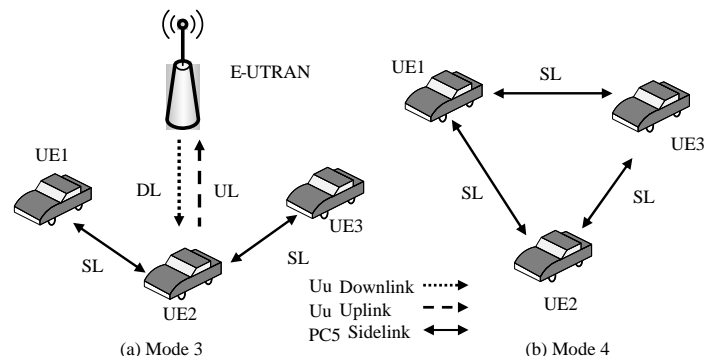 E-UTRAN
UE1
DL
UL
UE3
SL
SL
UE2
(a) Mode 3
UE1
SL
UE3
SL
SL
UE2
(b) Mode 4
Uu Downlink
Uu Uplink
PC5 Sidelink